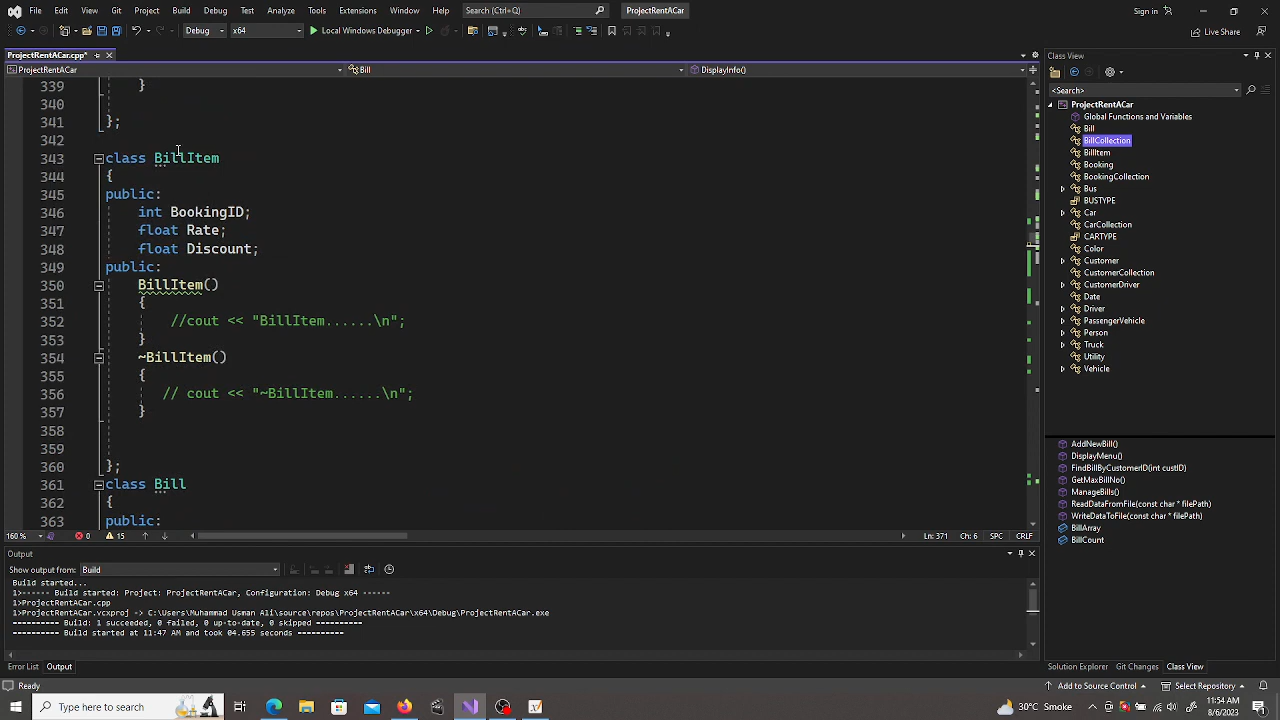 File Edit View Git Project Build Debug Test Analyze Tools Extensions Window Help Search (Ctrl+Q) ProjectRentACar Sign in
Debug x64 Local Windows Debugger Live Share
ProjectRentACar.cpp*
ProjectRentACar Bill DisplayInfo()
339 }
340
341 };
342
343 class BillItem
344 {
345 public:
346 int BookingID;
347 float Rate;
348 float Discount;
349 public:
350 BillItem()
351 {
352 //cout << "BillItem......\n";
353 }
354 ~BillItem()
355 {
356 // cout << "~BillItem......\n";
357 }
358
359
360 };
361 class Bill
362 {
363 public:
160 % 0 15 Ln: 371 Ch: 6 SPC CRLF
Output
Show output from: Build
Build started...
1>------ Build started: Project: ProjectRentACar, Configuration: Debug x64 ------
1>ProjectRentACar.cpp
1>ProjectRentACar.vcxproj -> C:\Users\Muhammad Usman Ali\source\repos\ProjectRentACar\x64\Debug\ProjectRentACar.exe
========== Build: 1 succeeded, 0 failed, 0 up-to-date, 0 skipped ==========
========== Build started at 11:47 AM and took 04.655 seconds ==========
Error List Output
Class View
<Search>
ProjectRentACar
Global Functions and Variables
Bill
BillCollection
BillItem
Booking
BookingCollection
Bus
BUSTYPE
Car
CarCollection
CARTYPE
Color
Customer
CustomerCollection
CustomerDriver
Date
Driver
PassengerVehicle
Person
Truck
Utility
Vehicle
AddNewBill()
DisplayMenu()
FindBillByCustomerID(int custID)
GetMaxBillNo()
ManageBills()
ReadDataFromFile(const char * filePath)
WriteDataToFile(const char * filePath)
BillArray
BillCount
Solution Explorer Git Changes Class View
Ready Add to Source Control Select Repository
Type here to search 30°C Smoke 11:54 AM
8/6/2023